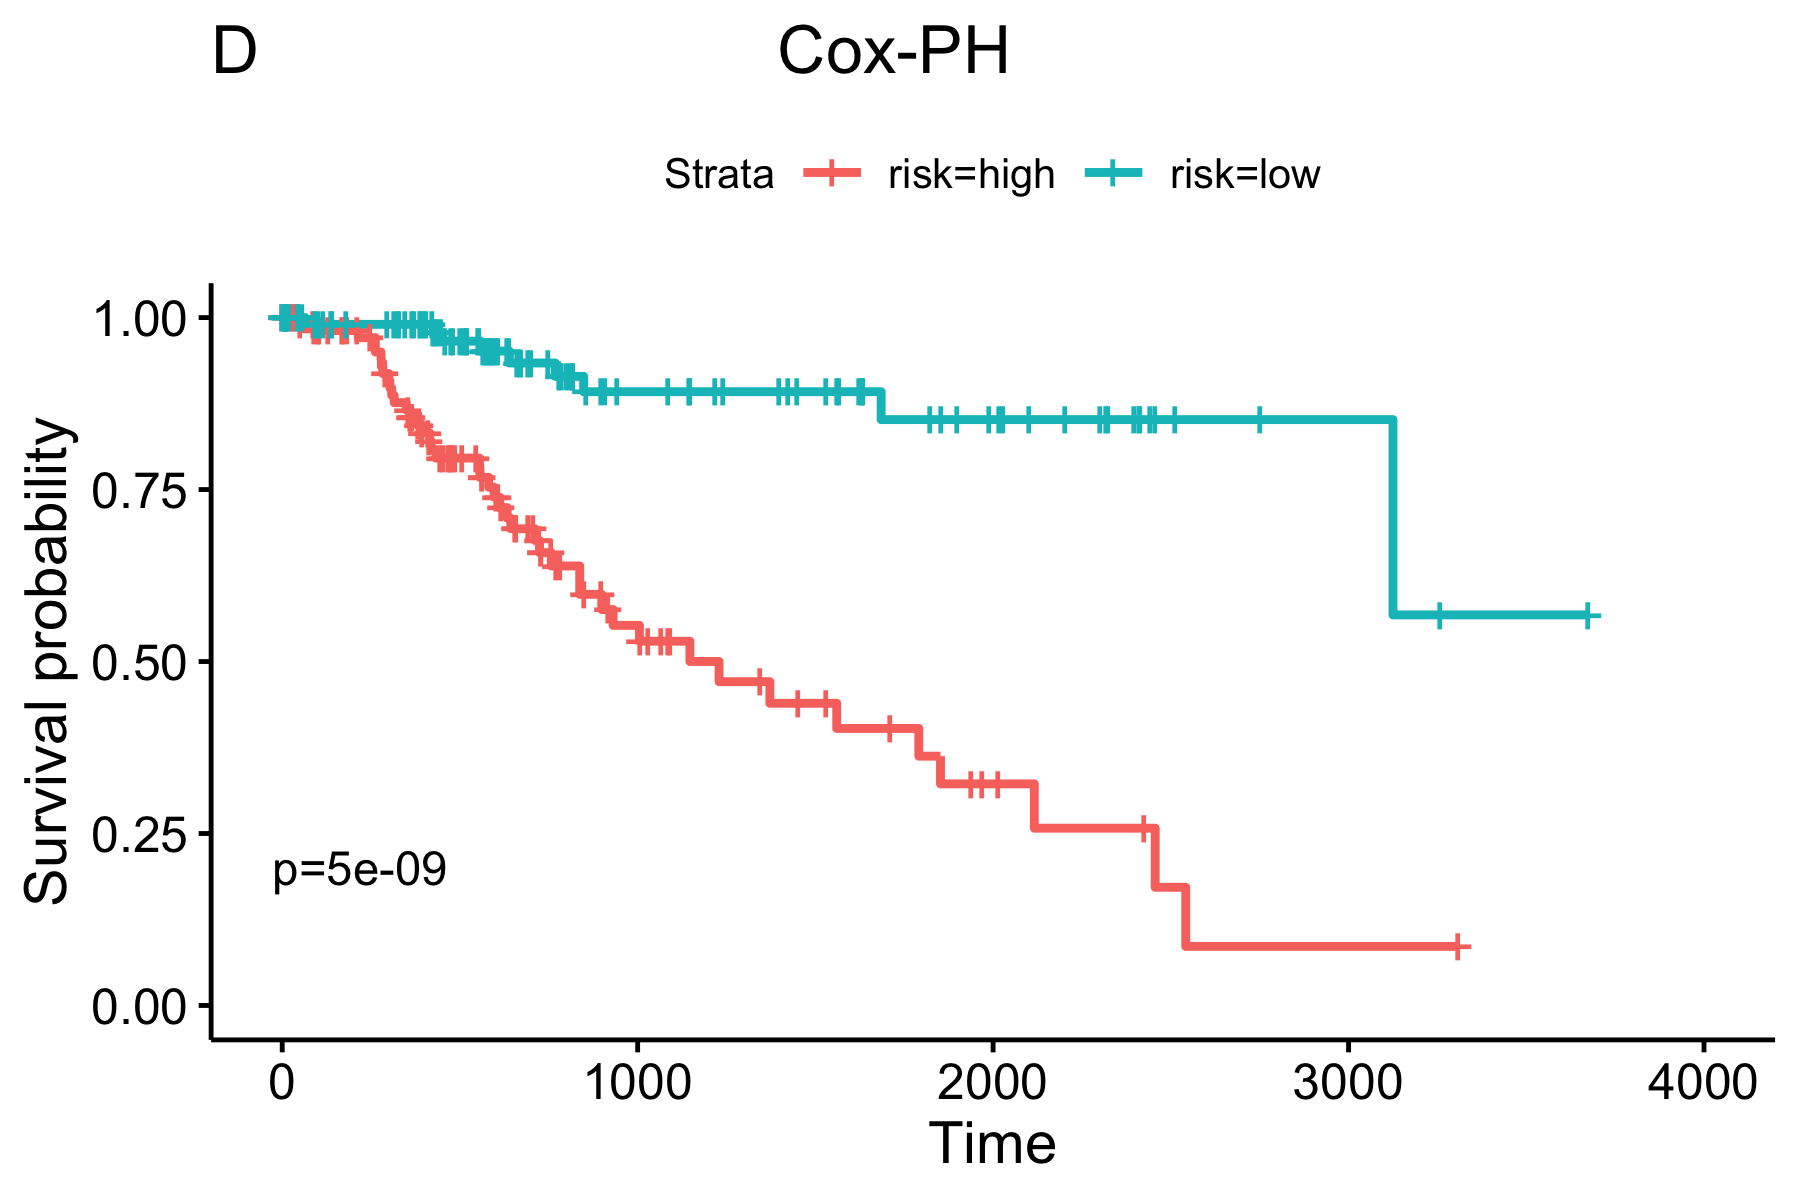 D
Cox-PH
Strata risk=high risk=low
Survival probability
1.00
0.75
0.50
0.25
0.00
p=5e-09
0 1000 2000 3000 4000
Time